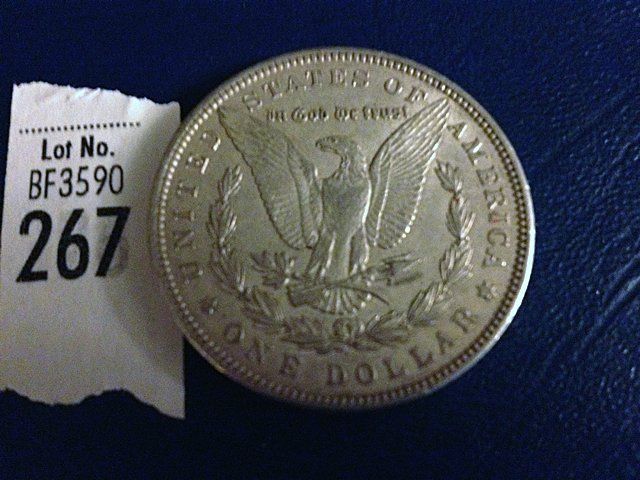 Lot No.
BF3590
267
UNITED STATES OF AMERICA
In God We Trust
ONE DOLLAR